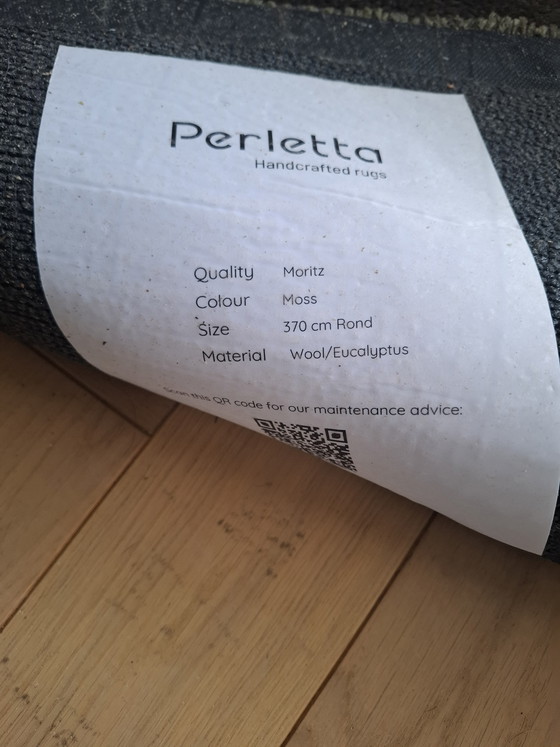 Perletta
Handcrafted rugs
Quality Moritz
Colour Moss
Size 370 cm Rond
Material Wool/Eucalyptus
Scan this QR code for our maintenance advice: